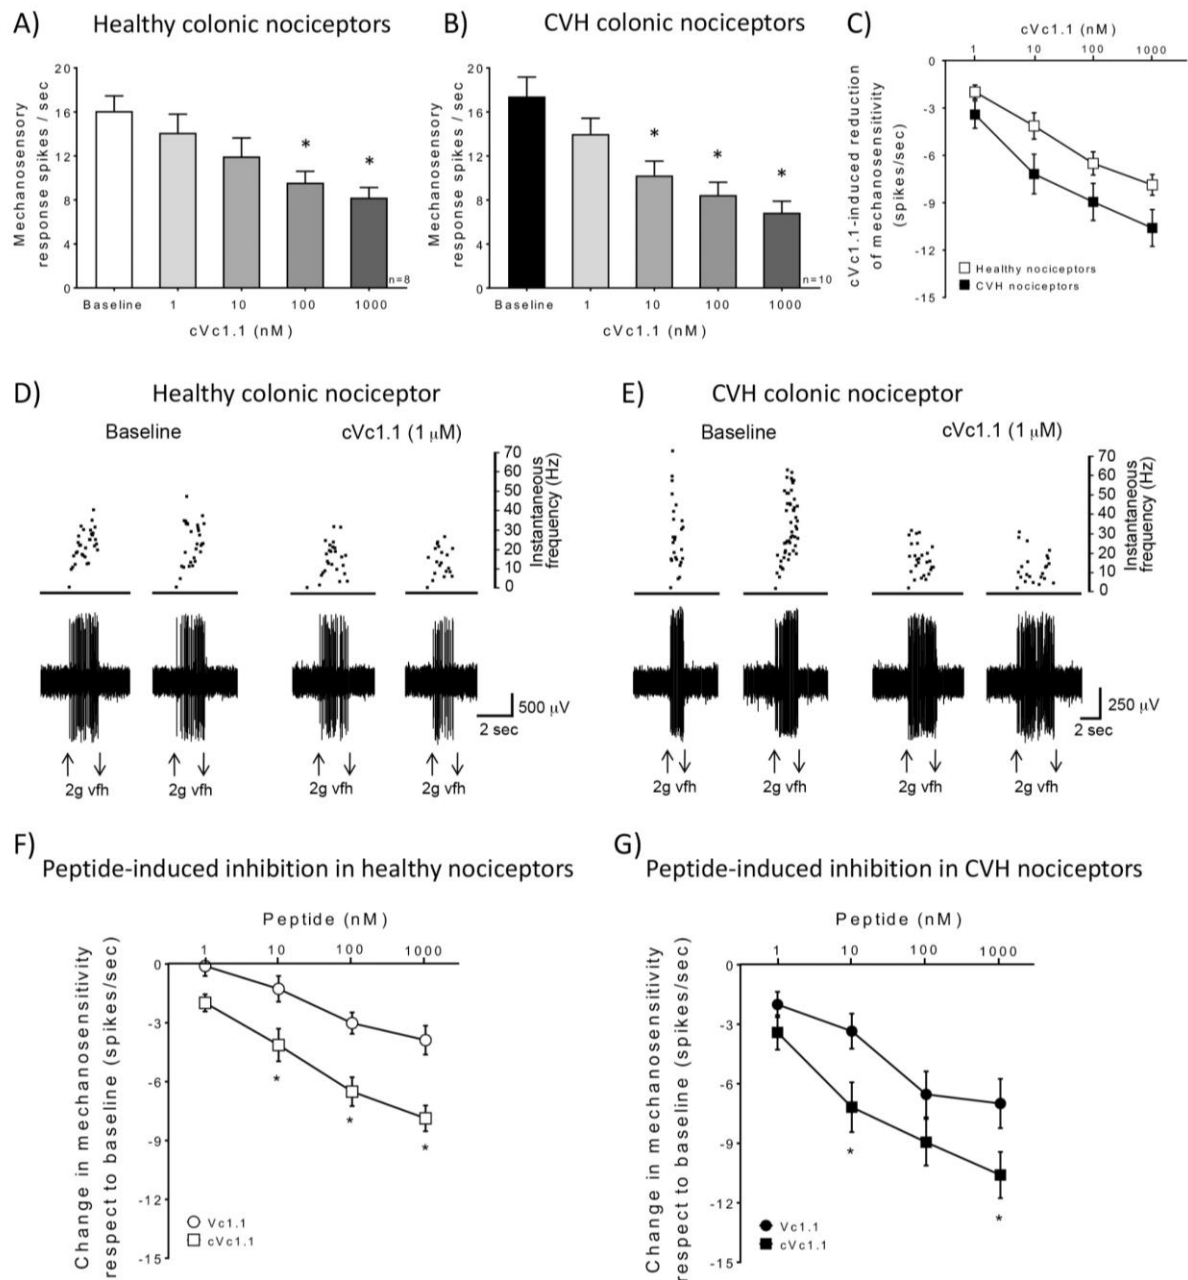 A)
Healthy colonic nociceptors
Mechanosensory
response spikes / sec
20
16
12
8
4
0
*
*
n=8
Baseline 1 10 100 1000
cVc1.1 (nM)
B)
CVH colonic nociceptors
Mechanosensory
response spikes / sec
20
16
12
8
4
0
*
*
*
n=10
Baseline 1 10 100 1000
cVc1.1 (nM)
C)
cVc1.1 (nM)
1 10 100 1000
cVc1.1-induced reduction
of mechanosensitivity
(spikes/sec)
0
-3
-6
-9
-12
-15
Healthy nociceptors
CVH nociceptors
D)
Healthy colonic nociceptor
Baseline
cVc1.1 (1 μM)
70
60
50
40
30
20
10
0
Instantaneous
frequency (Hz)
500 μV
2 sec
2g vfh 2g vfh 2g vfh 2g vfh
E)
CVH colonic nociceptor
Baseline
cVc1.1 (1 μM)
70
60
50
40
30
20
10
0
Instantaneous
frequency (Hz)
250 μV
2 sec
2g vfh 2g vfh 2g vfh 2g vfh
F)
Peptide-induced inhibition in healthy nociceptors
Peptide (nM)
1 10 100 1000
Change in mechanosensitivity
respect to baseline (spikes/sec)
0
-3
-6
-9
-12
-15
*
*
*
Vc1.1
cVc1.1
G)
Peptide-induced inhibition in CVH nociceptors
Peptide (nM)
1 10 100 1000
Change in mechanosensitivity
respect to baseline (spikes/sec)
0
-3
-6
-9
-12
-15
*
*
Vc1.1
cVc1.1